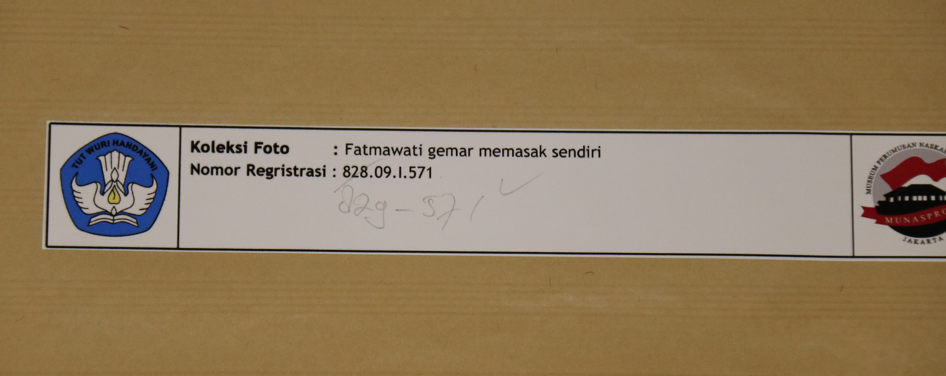 TUT WURI HANDAYANI
Koleksi Foto : Fatmawati gemar memasak sendiri
Nomor Regristrasi : 828.09.I.571
829-571
MUSEUM PERUMUSAN NASKA
MUNASPRO
JAKARTA